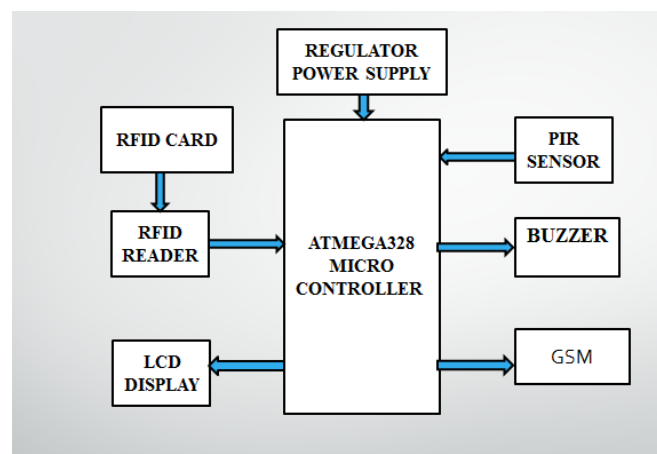 REGULATOR
POWER SUPPLY
RFID CARD
PIR
SENSOR
RFID
READER
ATMEGA328
MICRO
CONTROLLER
BUZZER
LCD
DISPLAY
GSM